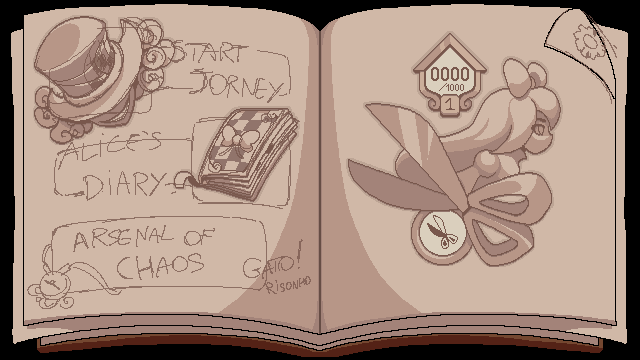 START
JORNEY
ALICE'S
DIARY
ARSENAL OF
CHAOS
GATO!
RISONHO
0000
/1000
1